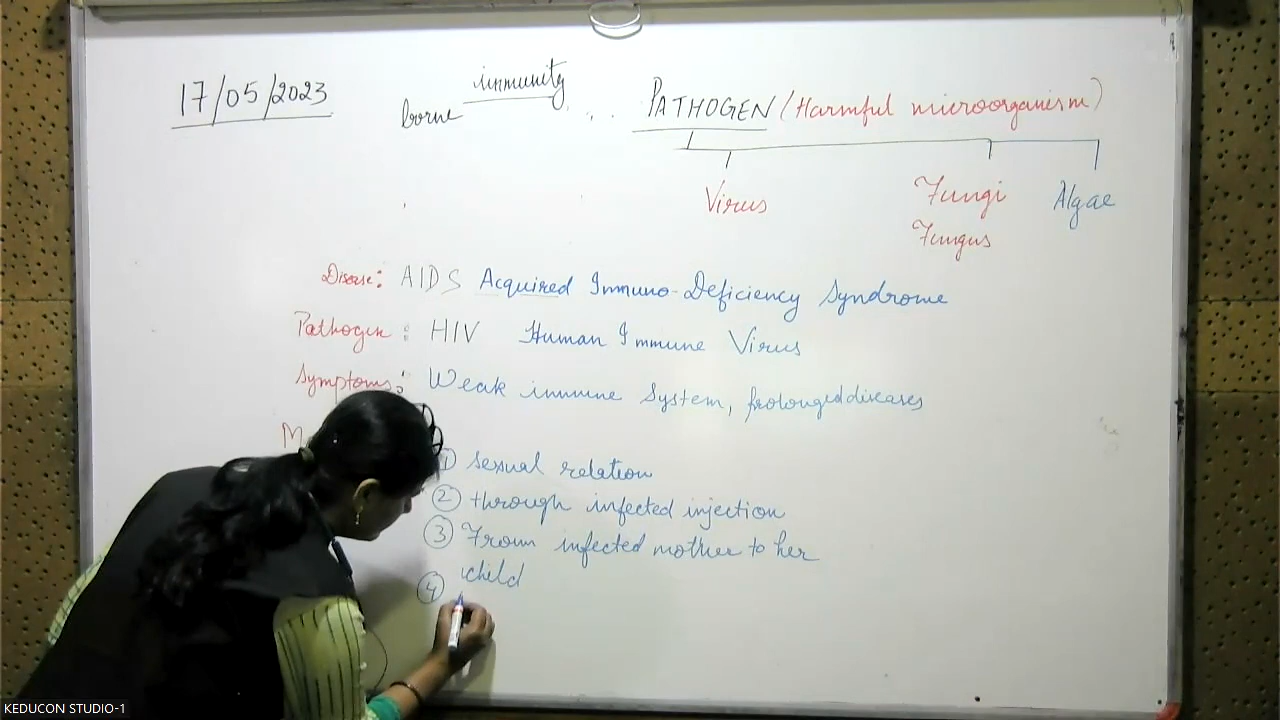 17/05/2023
immunity
borne
PATHOGEN (Harmful microorganism)
Virus
Fungi
Algae
Fungus
Disease: AIDS Acquired Immuno-Deficiency Syndrome
Pathogen: HIV Human Immune Virus
Symptoms: Weak immune System, prolonged diseases
① sexual relation
② through infected injection
③ From infected mother to her
child
④
KEDUCON STUDIO-1